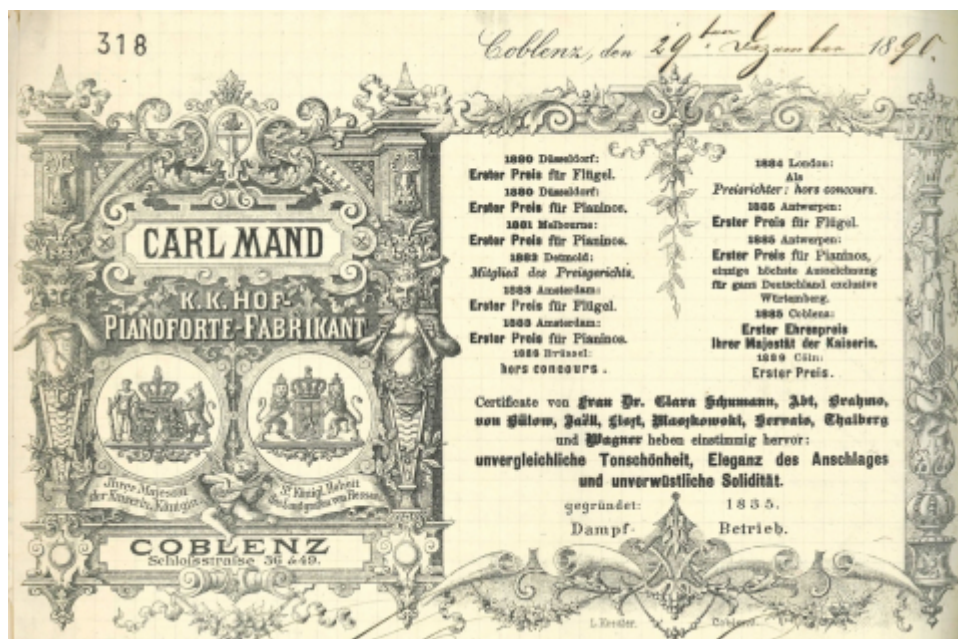 318
Coblenz, den 29ten Dezember 1890.
CARL MAND
K. K. HOF-
PIANOFORTE-FABRIKANT
Ihrer Majestät
der Kaiserin, Königin.
Sr. Königl. Hoheit
des Landgrafen von Hessen.
COBLENZ
Schloßstrasse 36 & 49.
1880 Düsseldorf:
Erster Preis für Flügel.
1880 Düsseldorf:
Erster Preis für Pianinos.
1881 Melbourne:
Erster Preis für Pianinos.
1882 Detmold:
Mitglied des Preisgerichts.
1883 Amsterdam:
Erster Preis für Flügel.
1883 Amsterdam:
Erster Preis für Pianinos.
Brüssel:
hors concours .
1884 London:
Als
Preisrichter: hors concours.
1885 Antwerpen:
Erster Preis für Flügel.
1885 Antwerpen:
Erster Preis für Pianinos,
einzige höchste Auszeichnung
für ganz Deutschland exclusive
Würtemberg.
1885 Coblenz:
Erster Ehrenpreis
Ihrer Majestät der Kaiserin.
1889 Cöln:
Erster Preis.
Certificate von Frau Dr. Clara Schumann, Abt, Brahms,
von Bülow, Jaëll, Liszt, Moszkowski, Servais, Thalberg
und Wagner heben einstimmig hervor:
unvergleichliche Tonschönheit, Eleganz des Anschlages
und unverwüstliche Solidität.
gegründet: 1835.
Dampf- Betrieb.
L. Kessler. Coblenz.